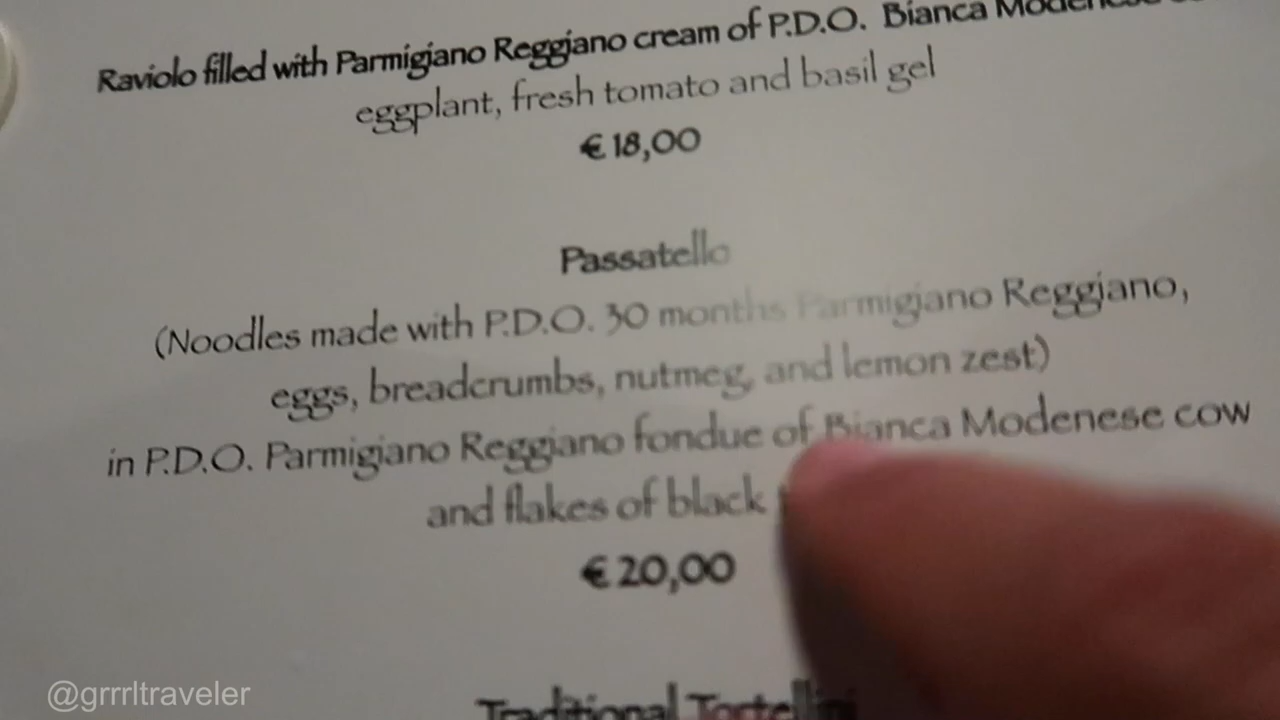 Raviolo filled with Parmigiano Reggiano cream of P.D.O. Bianca Modenese
eggplant, fresh tomato and basil gel
€ 18,00
Passatello
(Noodles made with P.D.O. 30 months Parmigiano Reggiano,
eggs, breadcrumbs, nutmeg, and lemon zest)
in P.D.O. Parmigiano Reggiano fondue of Bianca Modenese cow
and flakes of black
€ 20,00
Traditional Tortellini
@grrrltraveler